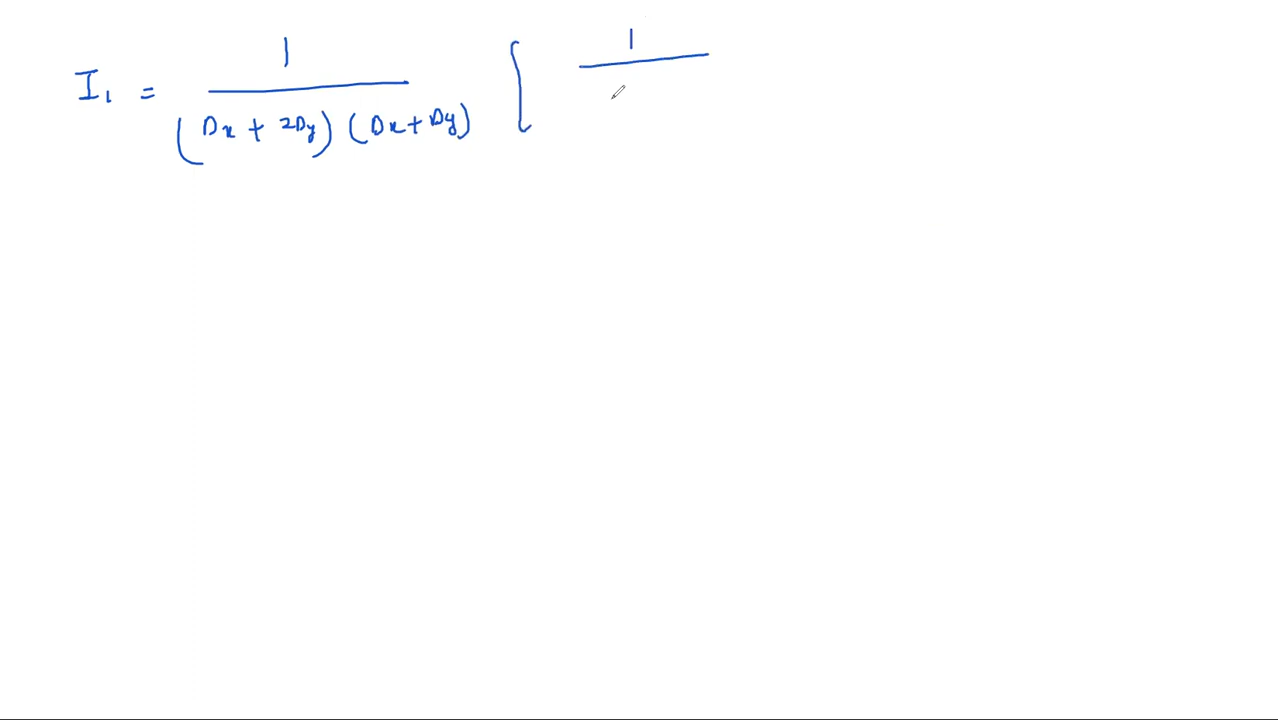 I₁ = 1 / (Dx + 2Dy) (Dx + Dy) { 1 /